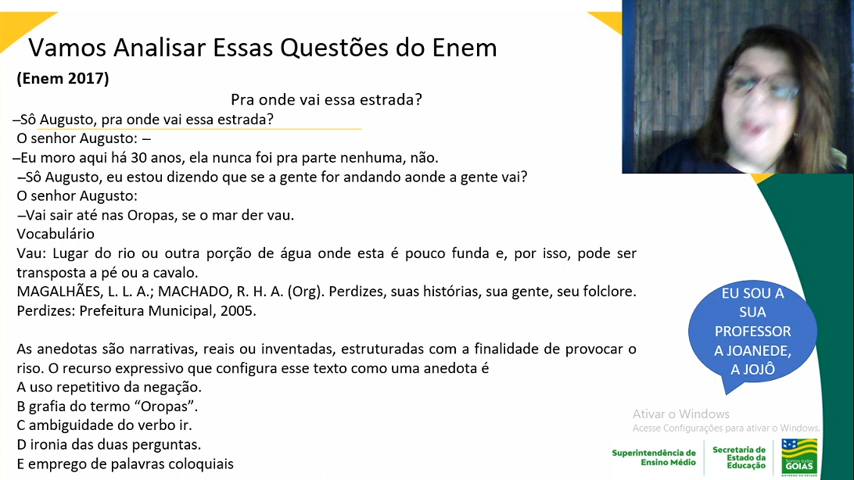 Vamos Analisar Essas Questões do Enem
(Enem 2017)
Pra onde vai essa estrada?
–Sô Augusto, pra onde vai essa estrada?
O senhor Augusto: –
–Eu moro aqui há 30 anos, ela nunca foi pra parte nenhuma, não.
–Sô Augusto, eu estou dizendo que se a gente for andando aonde a gente vai?
O senhor Augusto:
–Vai sair até nas Oropas, se o mar der vau.
Vocabulário
Vau: Lugar do rio ou outra porção de água onde esta é pouco funda e, por isso, pode ser
transposta a pé ou a cavalo.
MAGALHÃES, L. L. A.; MACHADO, R. H. A. (Org). Perdizes, suas histórias, sua gente, seu folclore.
Perdizes: Prefeitura Municipal, 2005.
As anedotas são narrativas, reais ou inventadas, estruturadas com a finalidade de provocar o
riso. O recurso expressivo que configura esse texto como uma anedota é
A uso repetitivo da negação.
B grafia do termo “Oropas”.
C ambiguidade do verbo ir.
D ironia das duas perguntas.
E emprego de palavras coloquiais
EU SOU A
SUA
PROFESSOR
A JOANEDE,
A JOJÔ
Ativar o Windows
Acesse Configurações para ativar o Windows.
Superintendência de
Ensino Médio
Secretaria de
Estado da
Educação
GOIÁS